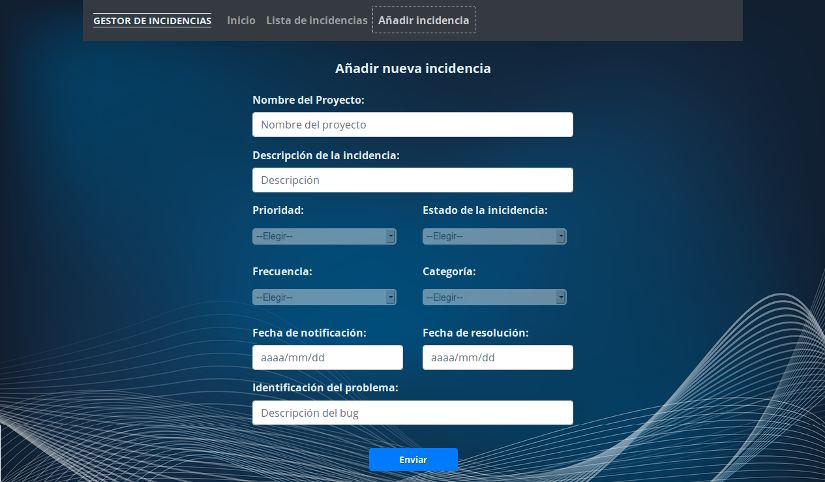 GESTOR DE INCIDENCIAS Inicio Lista de incidencias Añadir incidencia
Añadir nueva incidencia
Nombre del Proyecto:
Nombre del proyecto
Descripción de la incidencia:
Descripción
Prioridad: Estado de la inicidencia:
--Elegir-- --Elegir--
Frecuencia: Categoría:
--Elegir-- --Elegir--
Fecha de notificación: Fecha de resolución:
aaaa/mm/dd aaaa/mm/dd
Identificación del problema:
Descripción del bug
Enviar